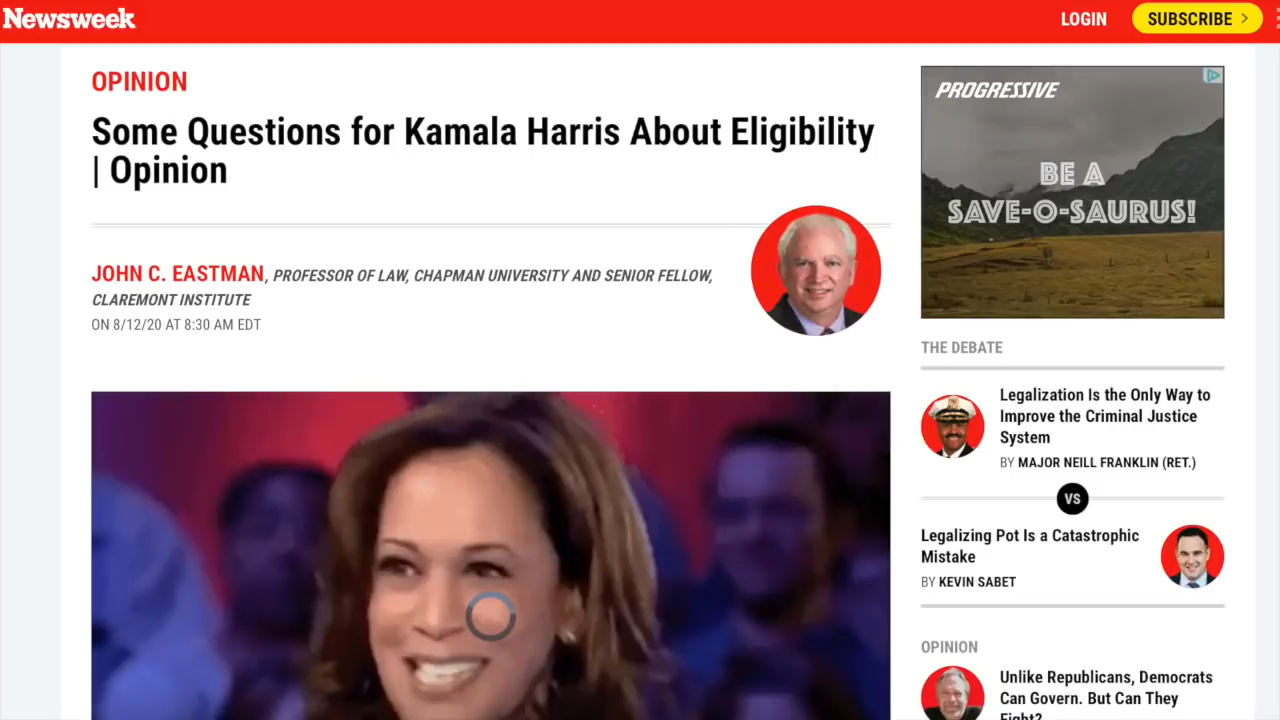 Newsweek
LOGIN
SUBSCRIBE >
OPINION
Some Questions for Kamala Harris About Eligibility
| Opinion
JOHN C. EASTMAN, PROFESSOR OF LAW, CHAPMAN UNIVERSITY AND SENIOR FELLOW,
CLAREMONT INSTITUTE
ON 8/12/20 AT 8:30 AM EDT
PROGRESSIVE
BE A
SAVE-O-SAURUS!
THE DEBATE
Legalization Is the Only Way to
Improve the Criminal Justice
System
BY MAJOR NEILL FRANKLIN (RET.)
VS
Legalizing Pot Is a Catastrophic
Mistake
BY KEVIN SABET
OPINION
Unlike Republicans, Democrats
Can Govern. But Can They
Fight?